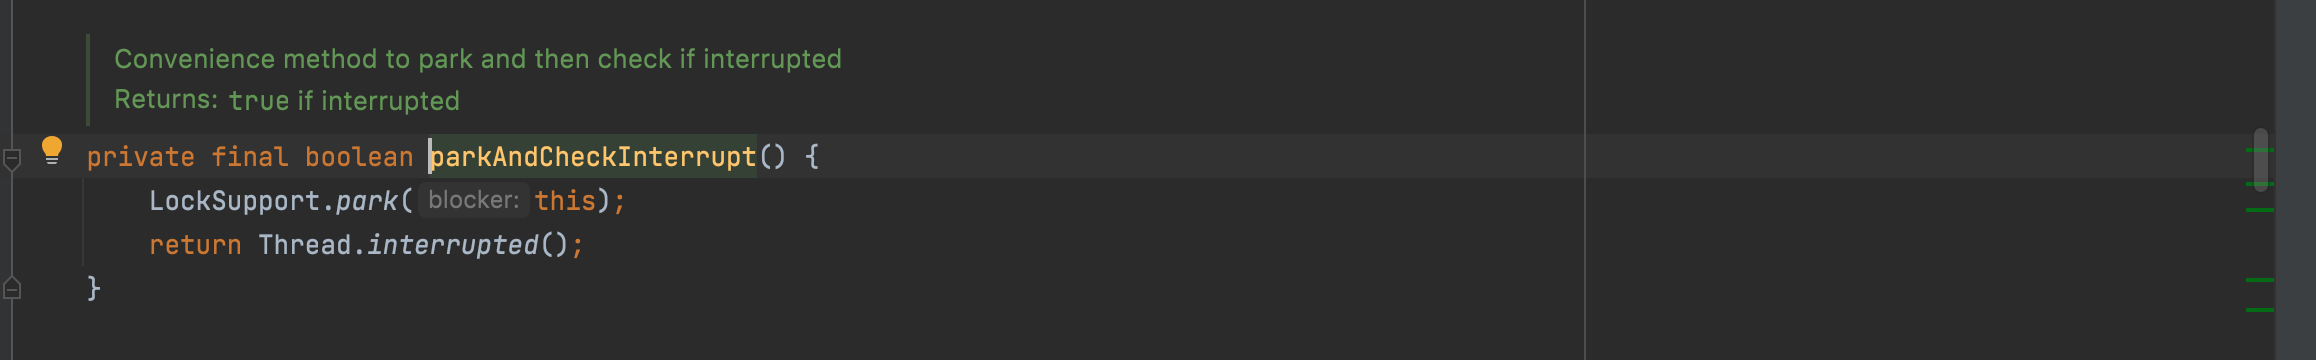 Convenience method to park and then check if interrupted
Returns: true if interrupted
private final boolean parkAndCheckInterrupt() {
LockSupport.park( blocker: this);
return Thread.interrupted();
}